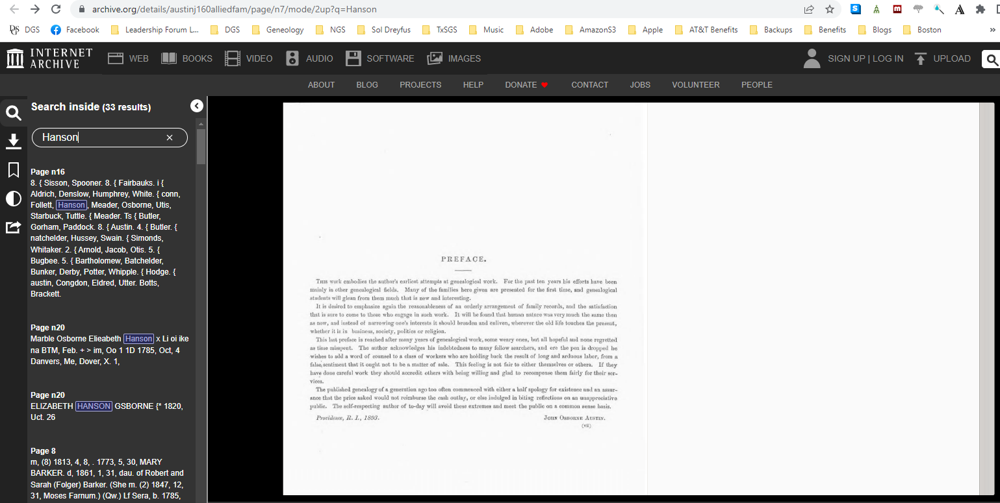 archive.org/details/austinj160alliedfam/page/n7/mode/2up?q=Hanson
DGS Facebook Leadership Forum L... DGS Geneology NGS Sol Dreyfus TxSGS Music Adobe AmazonS3 Apple AT&T Benefits Backups Benefits Blogs Boston »
INTERNET ARCHIVE WEB BOOKS VIDEO AUDIO SOFTWARE IMAGES SIGN UP | LOG IN UPLOAD
ABOUT BLOG PROJECTS HELP DONATE CONTACT JOBS VOLUNTEER PEOPLE
Search inside (33 results)
Hanson
Page n16
8. { Sisson, Spooner. 8. { Fairbauks. i {
Aldrich, Denslow, Humphrey, White. { conn,
Follett, Hanson, Meader, Osborne, Utis,
Starbuck, Tuttle. { Meader. Ts { Butler,
Gorham, Paddock. 8. { Austin. 4. { Butler. {
natchelder, Hussey, Swain. { Simonds,
Whitaker. 2. { Arnold, Jacob, Otis. 5. {
Bugbee. 5. { Bartholomew, Batchelder,
Bunker, Derby, Potter, Whipple. { Hodge. {
austin, Congdon, Eldred, Utter. Botts,
Brackett.
Page n20
Marble Osborne Elieabeth Hanson x Li oi ike
na BTM, Feb. + > im, Oo 1 1D 1785, Oct, 4
Danvers, Me, Dover, X. 1,
Page n20
ELIZABETH HANSON GSBORNE {* 1820,
Uct. 26
Page 8
m, (8) 1813, 4, 8, . 1773, 5, 30, MARY
BARKER. d, 1861, 1, 31, dau. of Robert and
Sarah (Folger) Barker. (She m. (2) 1847, 12,
31, Moses Farnum.) (Qw.) Lf Sera, b. 1785,
PREFACE.
THIS work embodies the author's earliest attempts at genealogical work. For the past ten years his efforts have been
mainly in other genealogical fields. Many of the families here given are presented for the first time, and genealogical
students will glean from them much that is new and interesting.
It is desired to emphasize again the reasonableness of an orderly arrangement of family records, and the satisfaction
that is sure to come to those who engage in such work. It will be found that human nature was very much the same then
as now, and instead of narrowing one's interests it should broaden and enliven, wherever the old life touches the present,
whether it is in business, society, politics or religion.
This last preface is reached after many years of genealogical work, some weary ones, but all hopeful and none regretted
as time misspent. The author acknowledges his indebtedness to many fellow searchers, and ere the pen is dropped he
wishes to add a word of counsel to a class of workers who are holding back the result of long and arduous labor, from a
false sentiment that it ought not to be a matter of sale. This feeling is not fair to either themselves or others. If they
have done careful work they should accredit others with being willing and glad to recompense them fairly for their ser-
vices.
The published genealogy of a generation ago too often commenced with either a half apology for existence and an assur-
ance that the price asked would not reimburse the cash outlay, or else indulged in biting reflections on an unappreciative
public. The self-respecting author of to-day will avoid these extremes and meet the public on a common sense basis.
Providence, R. I., 1893. JOHN OSBORNE AUSTIN.
(vii)